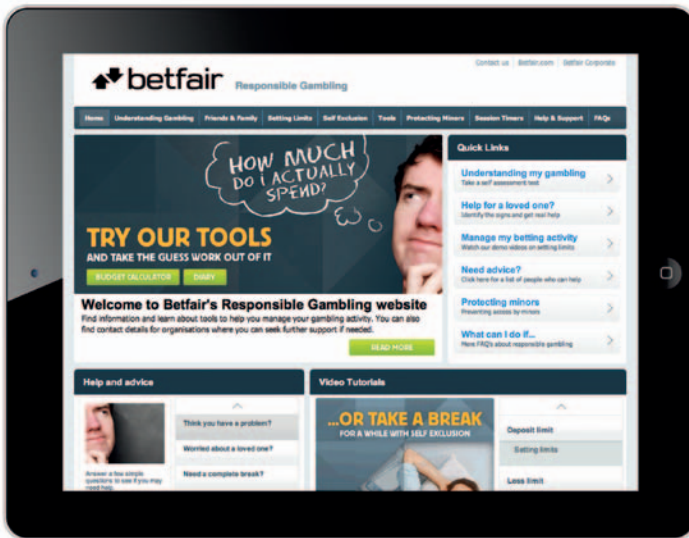 Contact us Betfair.com Betfair Corporate
betfair Responsible Gambling
Home Understanding Gambling Friends & Family Setting Limits Self Exclusion Tools Protecting Minors Session Timers Help & Support FAQs
HOW MUCH
DO I ACTUALLY
SPEND?
TRY OUR TOOLS
AND TAKE THE GUESS WORK OUT OF IT
BUDGET CALCULATOR DIARY
Welcome to Betfair's Responsible Gambling website
Find information and learn about tools to help you manage your gambling activity. You can also
find contact details for organisations where you can seek further support if needed.
READ MORE
Quick Links
Understanding my gambling
Take a self assessment test
Help for a loved one?
Identify the signs and get real help
Manage my betting activity
Watch our demo videos on setting limits
Need advice?
Click here for a list of people who can help
Protecting minors
Preventing access by minors
What can I do if...
More FAQ's about responsible gambling
Help and advice
Answer a few simple
questions to see if you may
need help.
Think you have a problem?
Worried about a loved one?
Need a complete break?
Video Tutorials
...OR TAKE A BREAK
FOR A WHILE WITH SELF EXCLUSION
Deposit limit
Setting limits
Loss limit